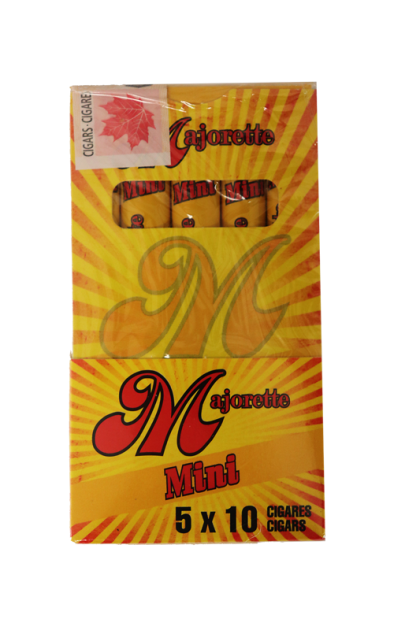 CIGARS · CIGARE
Majorette
Mini Mini Mini
M
Majorette
Mini
5 x 10 CIGARES
CIGARS